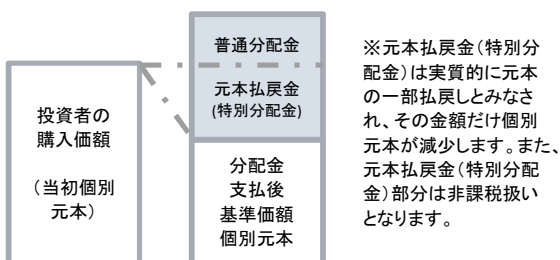 普通分配金
元本払戻金
(特別分配金)
投資者の
購入価額
(当初個別
元本)
分配金
支払後
基準価額
個別元本
※元本払戻金(特別分
配金)は実質的に元本
の一部払戻しとみなさ
れ、その金額だけ個別
元本が減少します。また、
元本払戻金(特別分配
金)部分は非課税扱い
となります。